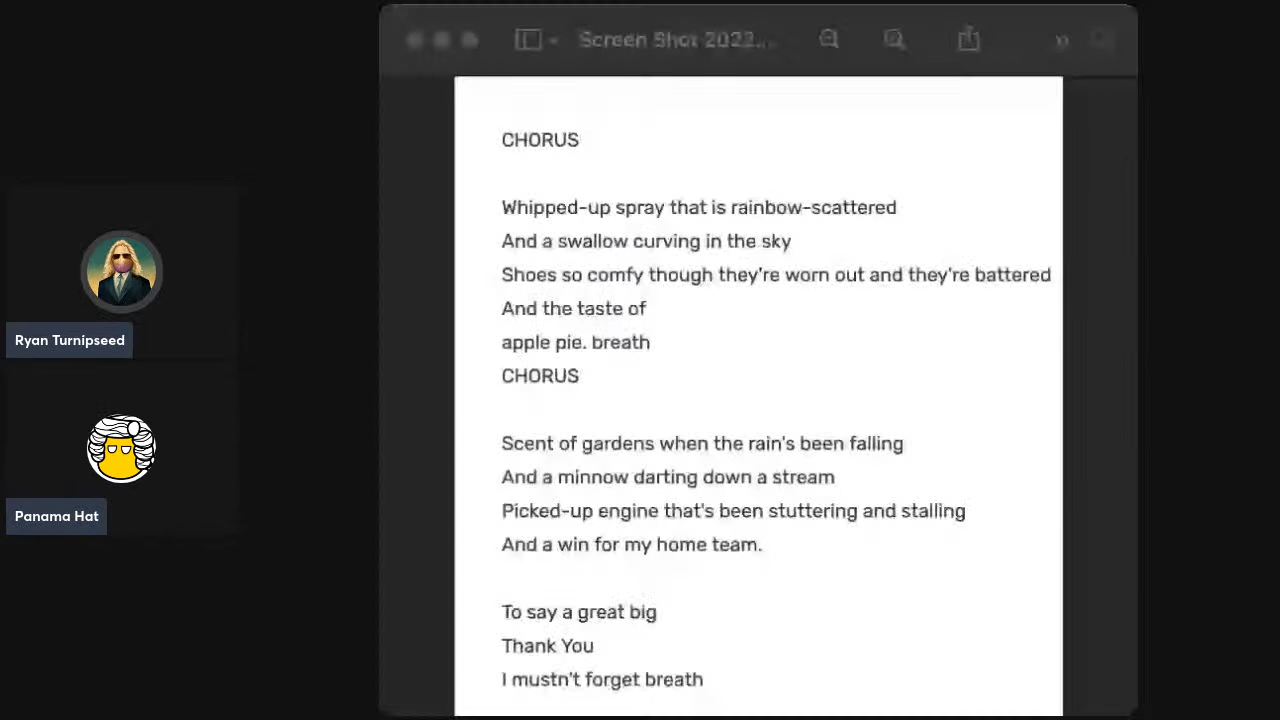 Screen Shot 2022...
CHORUS
Whipped-up spray that is rainbow-scattered
And a swallow curving in the sky
Shoes so comfy though they're worn out and they're battered
And the taste of
apple pie. breath
CHORUS
Scent of gardens when the rain's been falling
And a minnow darting down a stream
Picked-up engine that's been stuttering and stalling
And a win for my home team.
To say a great big
Thank You
I mustn't forget breath
Ryan Turnipseed
Panama Hat